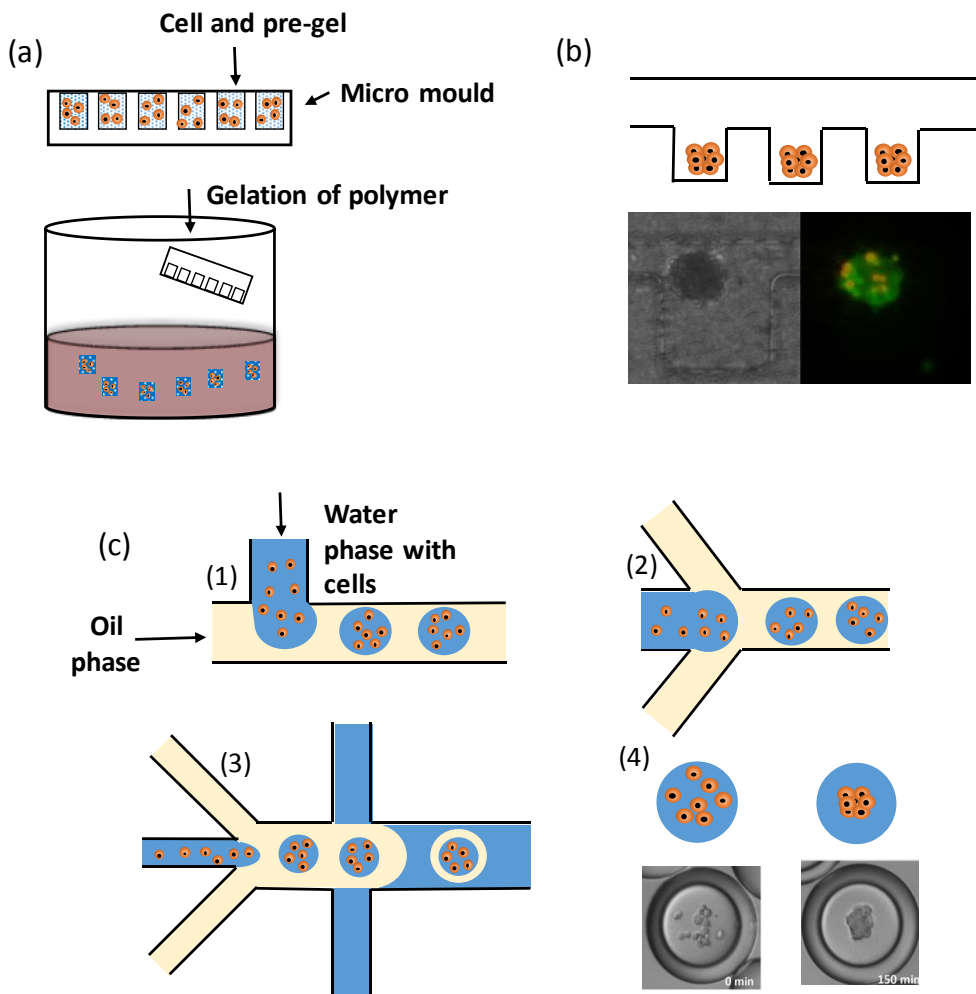 (a)
Cell and pre-gel
Micro mould
Gelation of polymer
(b)
(c)
(1)
Water
phase with
cells
Oil
phase
(2)
(3)
(4)
0 min
150 min